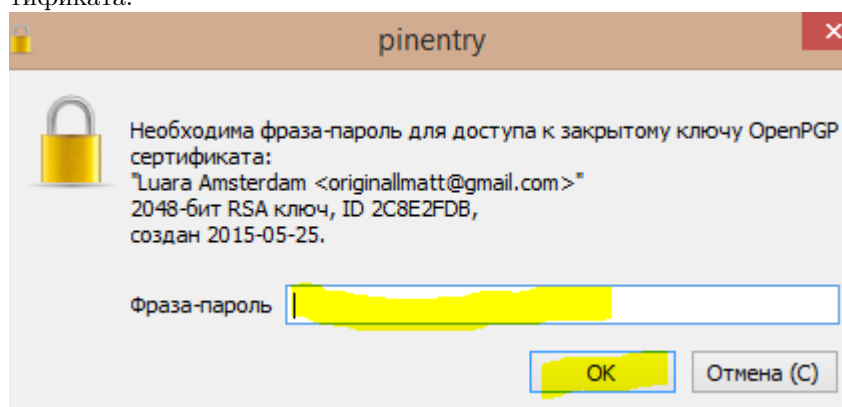 тификата.
pinentry
Необходима фраза-пароль для доступа к закрытому ключу OpenPGP
сертификата:
"Luara Amsterdam <originallmatt@gmail.com>"
2048-бит RSA ключ, ID 2C8E2FDB,
создан 2015-05-25.
Фраза-пароль
OK Отмена (C)